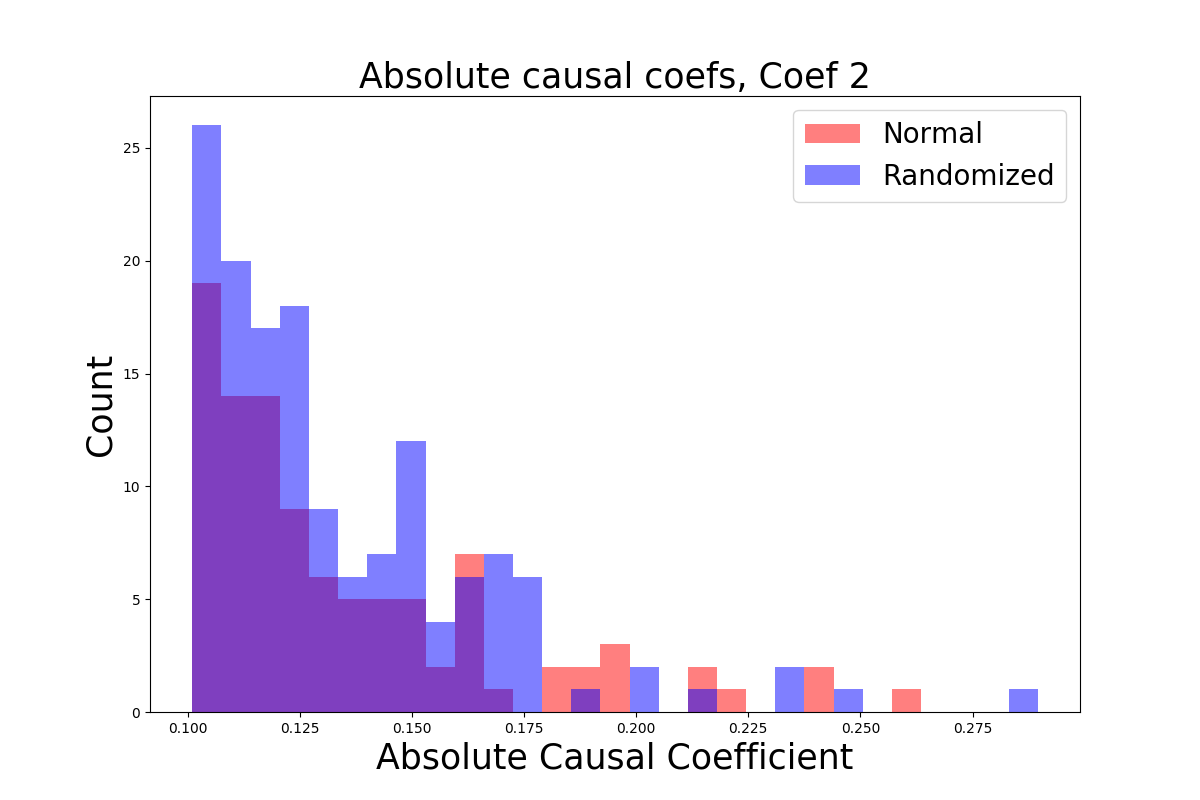 Absolute causal coefs, Coef 2
Normal
Randomized
Count
25
20
15
10
5
0
0.100 0.125 0.150 0.175 0.200 0.225 0.250 0.275
Absolute Causal Coefficient